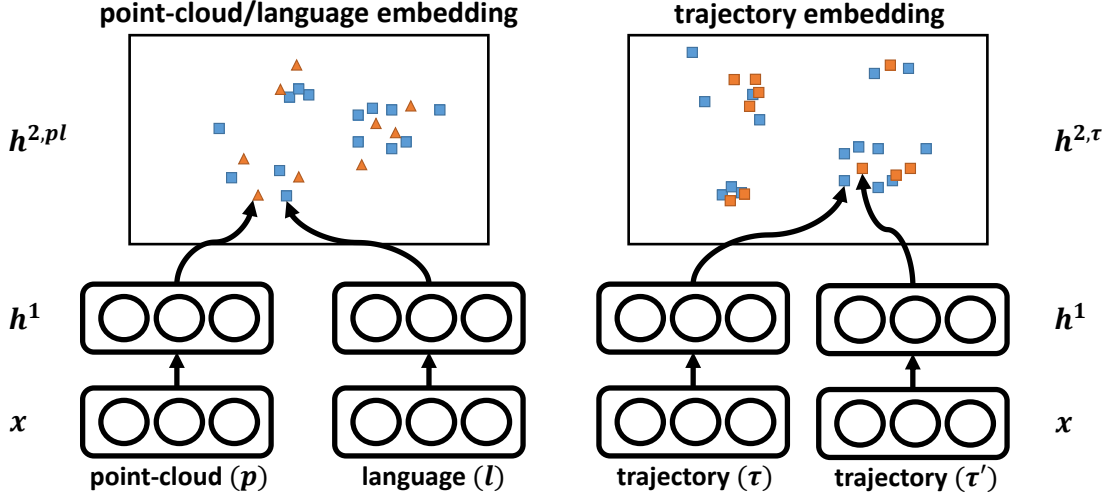 point-cloud/language embedding
trajectory embedding
h^{2,pl}
h^{2,τ}
h^1
h^1
x
x
point-cloud (p)
language (l)
trajectory (τ)
trajectory (τ′)